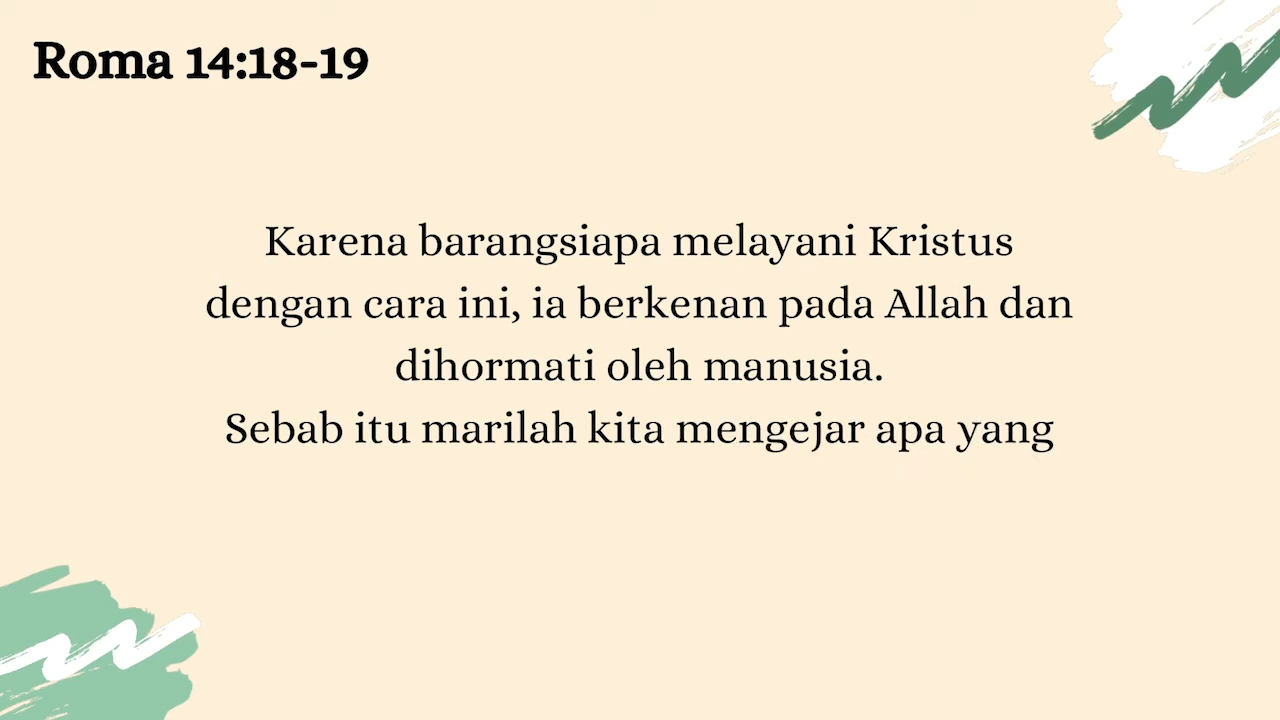 Roma 14:18-19
Karena barangsiapa melayani Kristus
dengan cara ini, ia berkenan pada Allah dan
dihormati oleh manusia.
Sebab itu marilah kita mengejar apa yang